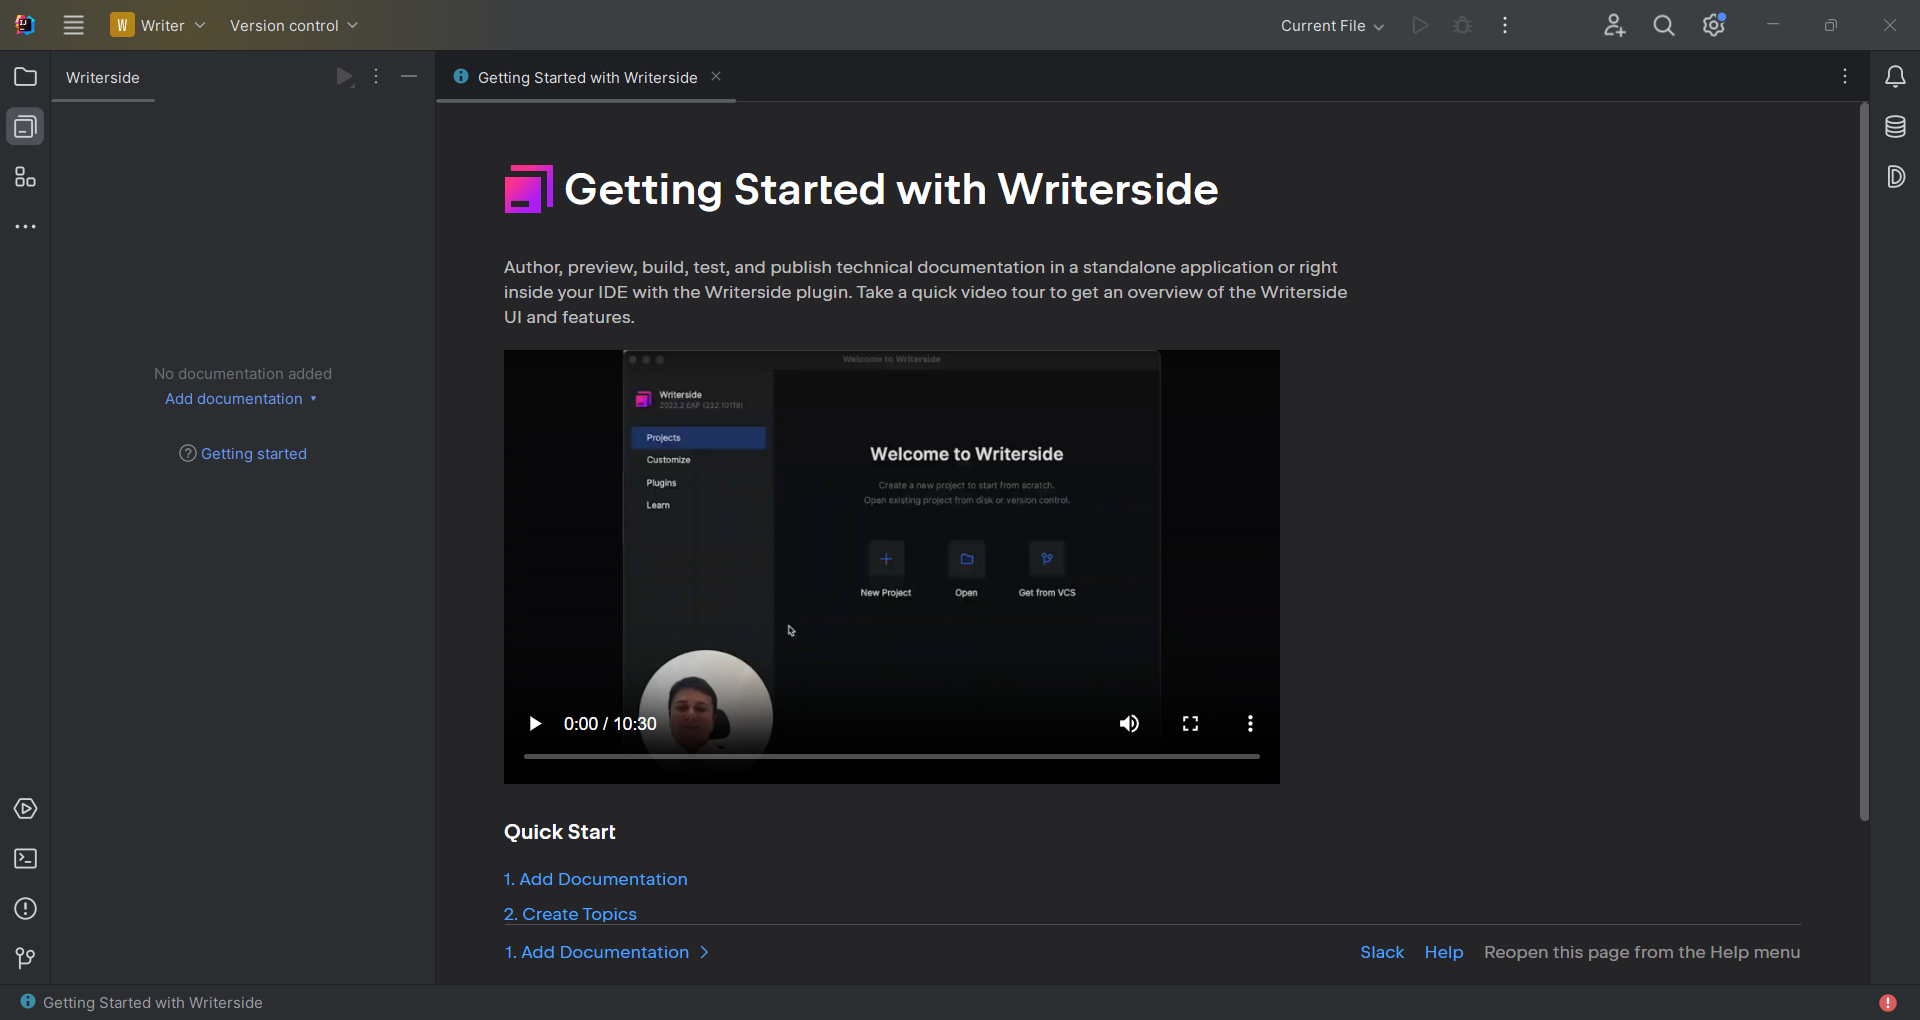 W Writer Version control Current File
Writerside
Getting Started with Writerside
Getting Started with Writerside
Author, preview, build, test, and publish technical documentation in a standalone application or right
inside your IDE with the Writerside plugin. Take a quick video tour to get an overview of the Writerside
UI and features.
No documentation added
Add documentation
Getting started
Welcome to Writerside
Writerside
2023.2 EAP (232.10119)
Projects
Customize
Plugins
Learn
Welcome to Writerside
Create a new project to start from scratch.
Open existing project from disk or version control.
New Project Open Get from VCS
0:00 / 10:30
Quick Start
1. Add Documentation
2. Create Topics
1. Add Documentation
Slack Help Reopen this page from the Help menu
Getting Started with Writerside